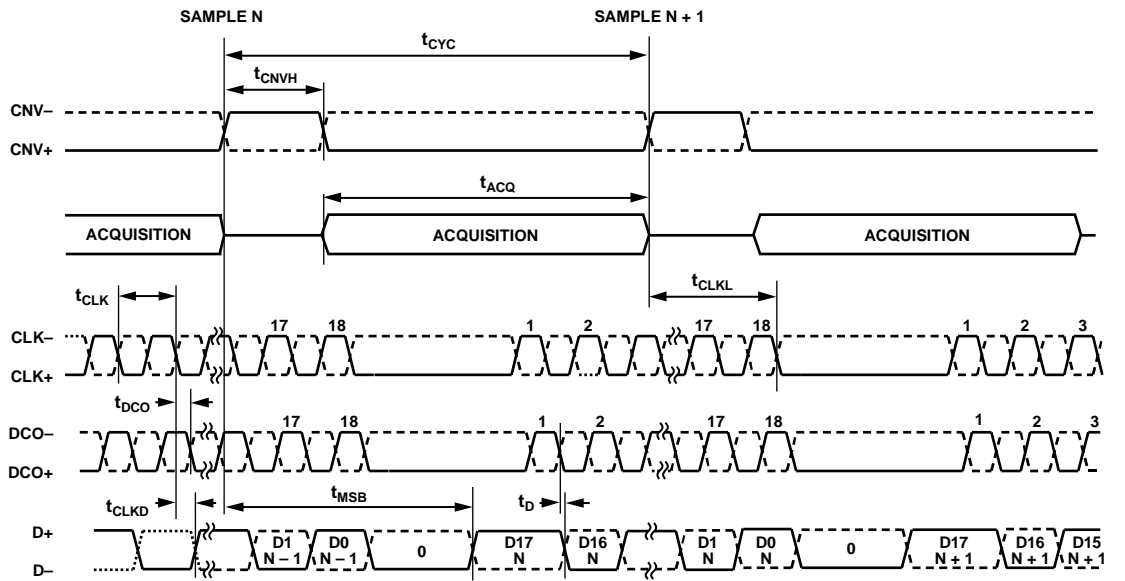 SAMPLE N
SAMPLE N + 1
tCYC
tCNVH
CNV–
CNV+
tACQ
ACQUISITION
ACQUISITION
ACQUISITION
tCLK
tCLKL
17 18 1 2 17 18 1 2 3
CLK–
CLK+
tDCO
17 18 1 2 17 18 1 2 3
DCO–
DCO+
tCLKD
tMSB
tD
D+
D–
D1
N – 1
D0
N – 1
0
D17
N
D16
N
D1
N
D0
N
0
D17
N + 1
D16
N + 1
D15
N + 1